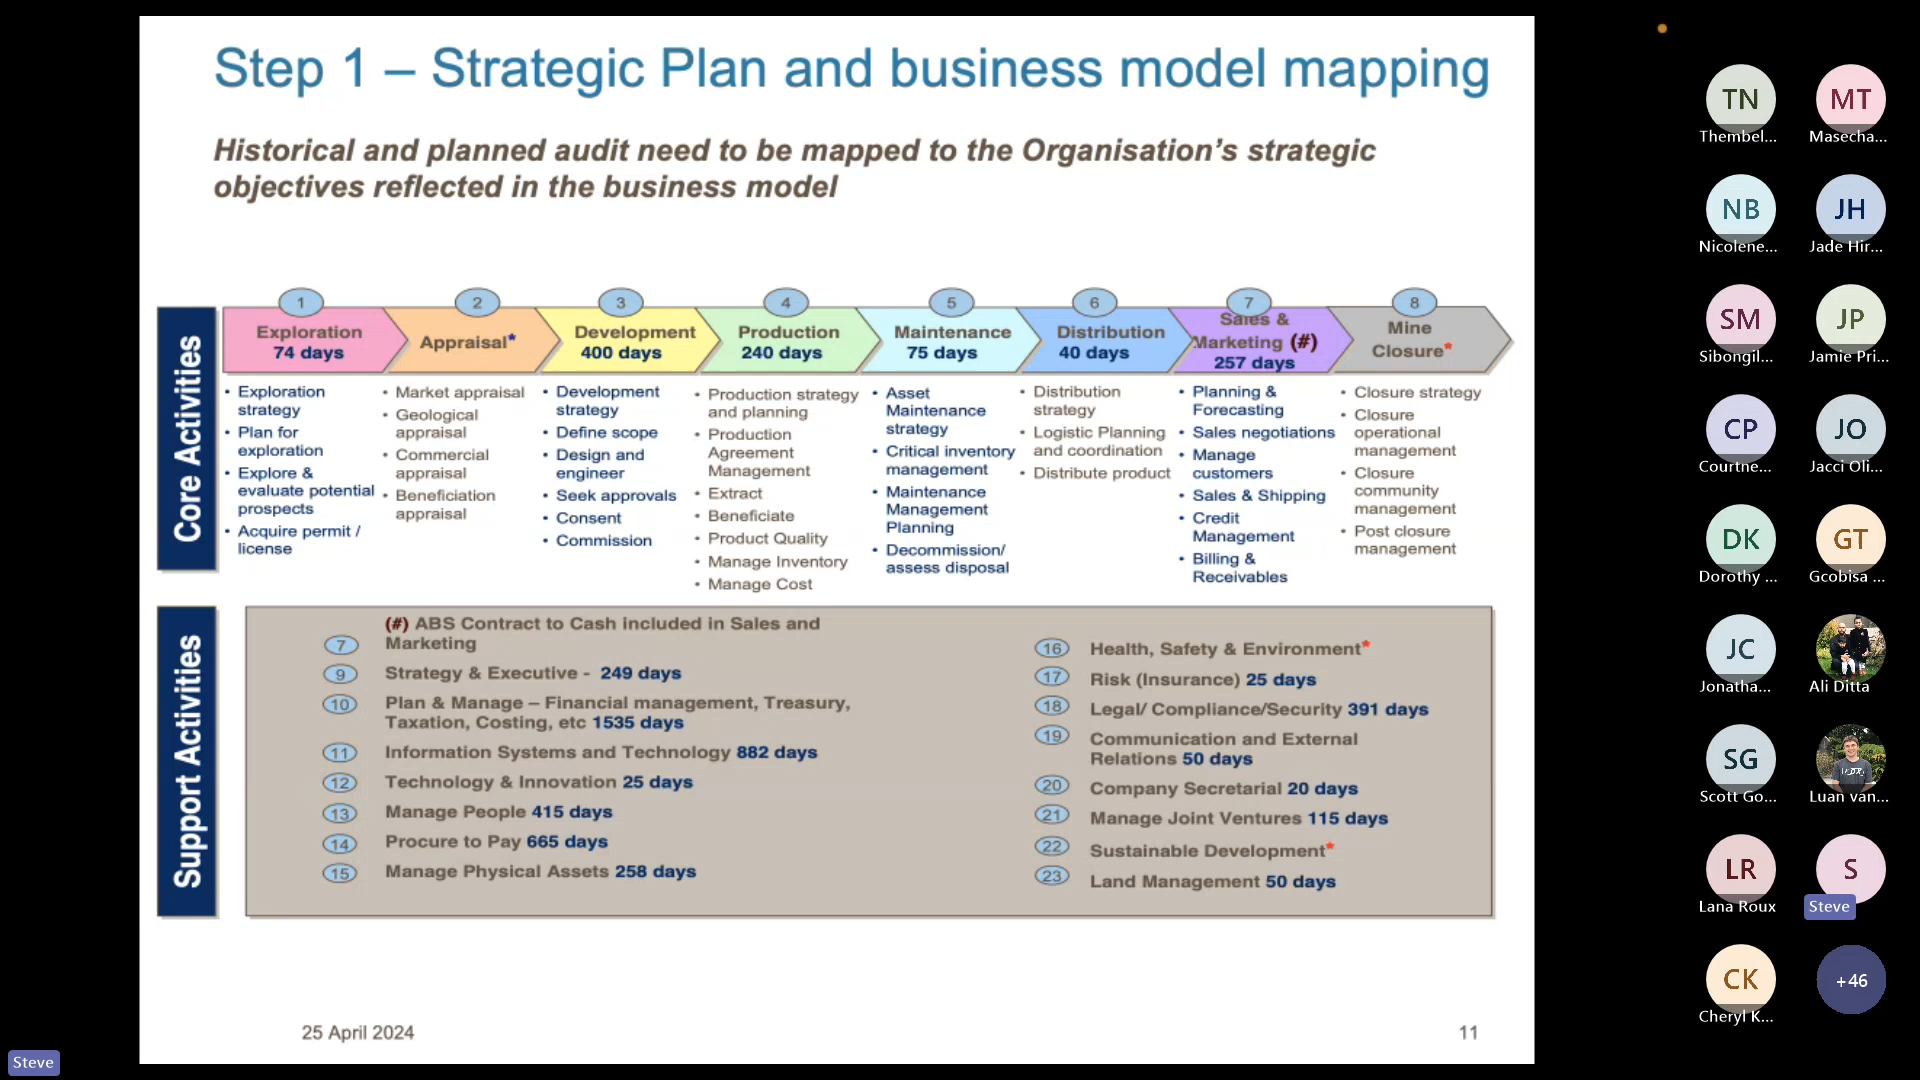 Step 1 – Strategic Plan and business model mapping
Historical and planned audit need to be mapped to the Organisation's strategic
objectives reflected in the business model
Core Activities
1
Exploration
74 days
• Exploration
strategy
• Plan for
exploration
• Explore &
evaluate potential
prospects
• Acquire permit /
license
2
Appraisal*
• Market appraisal
• Geological
appraisal
• Commercial
appraisal
• Beneficiation
appraisal
3
Development
400 days
• Development
strategy
• Define scope
• Design and
engineer
• Seek approvals
• Consent
• Commission
4
Production
240 days
• Production strategy
and planning
• Production
Agreement
Management
• Extract
• Beneficiate
• Product Quality
• Manage Inventory
• Manage Cost
5
Maintenance
75 days
• Asset
Maintenance
strategy
• Critical inventory
management
• Maintenance
Management
Planning
• Decommission/
assess disposal
6
Distribution
40 days
• Distribution
strategy
• Logistic Planning
and coordination
• Distribute product
7
Sales &
Marketing (#)
257 days
• Planning &
Forecasting
• Sales negotiations
• Manage
customers
• Sales & Shipping
• Credit
Management
• Billing &
Receivables
8
Mine
Closure*
• Closure strategy
• Closure
operational
management
• Closure
community
management
• Post closure
management
Support Activities
7 (#) ABS Contract to Cash included in Sales and
Marketing
9 Strategy & Executive - 249 days
10 Plan & Manage – Financial management, Treasury,
Taxation, Costing, etc 1535 days
11 Information Systems and Technology 882 days
12 Technology & Innovation 25 days
13 Manage People 415 days
14 Procure to Pay 665 days
15 Manage Physical Assets 258 days
16 Health, Safety & Environment*
17 Risk (Insurance) 25 days
18 Legal/ Compliance/Security 391 days
19 Communication and External
Relations 50 days
20 Company Secretarial 20 days
21 Manage Joint Ventures 115 days
22 Sustainable Development*
23 Land Management 50 days
25 April 2024
11
Steve
TN
Thembel...
MT
Masecha...
NB
Nicolene...
JH
Jade Hir...
SM
Sibongil...
JP
Jamie Pri...
CP
Courtne...
JO
Jacci Oli...
DK
Dorothy ...
GT
Gcobisa ...
JC
Jonatha...
Ali Ditta
SG
Scott Go...
Luan van...
LR
Lana Roux
S
Steve
CK
Cheryl K...
+46